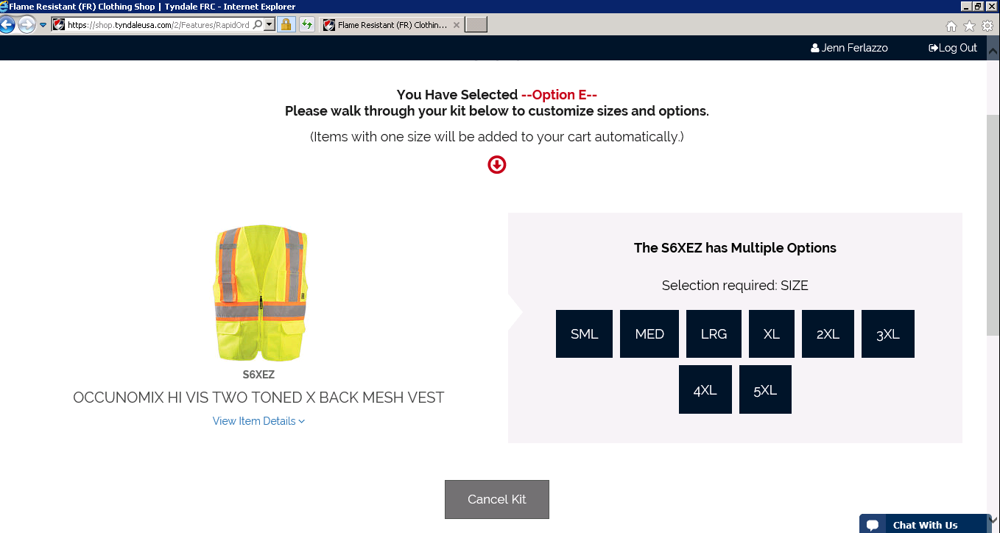 Flame Resistant (FR) Clothing Shop | Tyndale FRC - Internet Explorer
https://shop.tyndaleusa.com/2/Features/RapidOrd
Flame Resistant (FR) Clothin...
Jenn Ferlazzo
Log Out
You Have Selected --Option E--
Please walk through your kit below to customize sizes and options.
(Items with one size will be added to your cart automatically.)
S6XEZ
OCCUNOMIX HI VIS TWO TONED X BACK MESH VEST
View Item Details
The S6XEZ has Multiple Options
Selection required: SIZE
SML MED LRG XL 2XL 3XL
4XL 5XL
Cancel Kit
Chat With Us